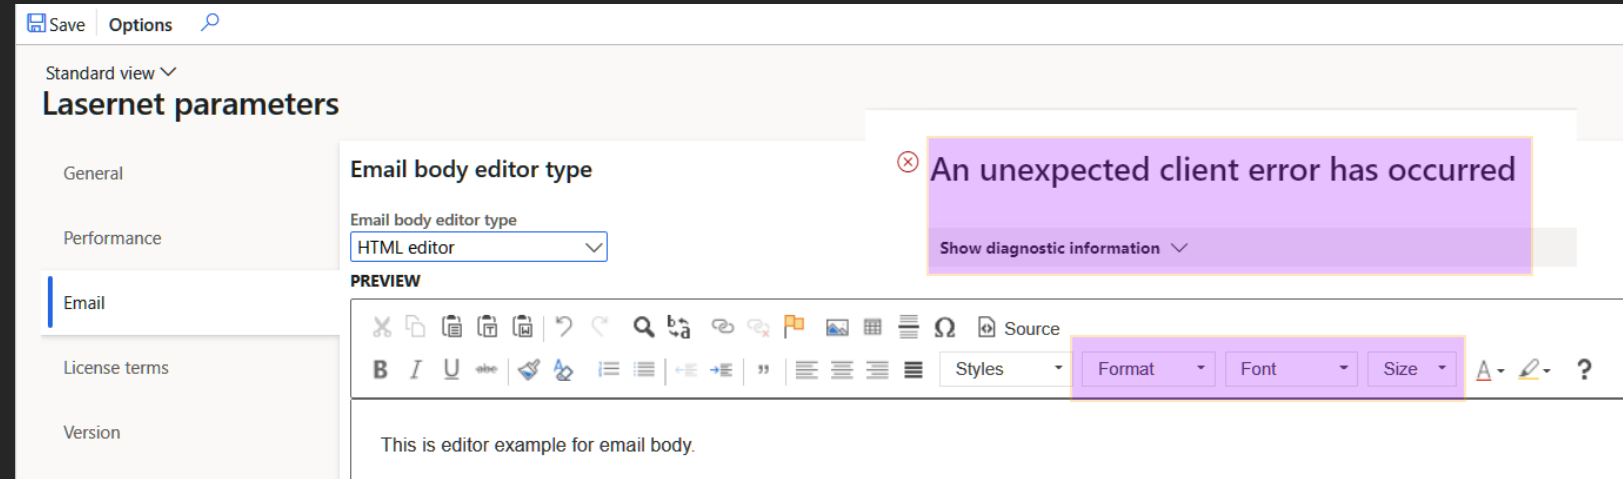 Save Options
Standard view
Lasernet parameters
General
Performance
Email
License terms
Version
Email body editor type
Email body editor type
HTML editor
PREVIEW
An unexpected client error has occurred
Show diagnostic information
Source
B I U abc Styles Format Font Size A ?
This is editor example for email body.